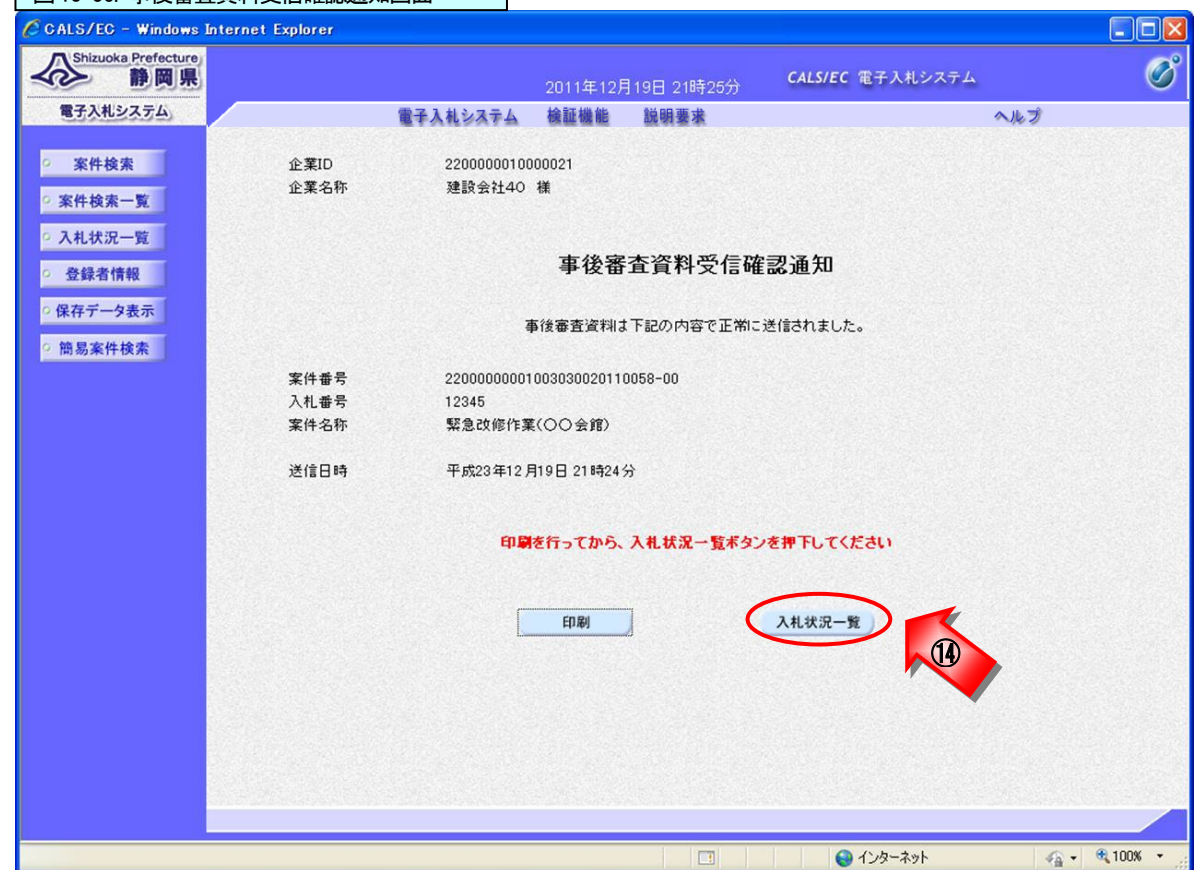 CALS/EC - Windows Internet Explorer
Shizuoka Prefecture
静岡県
電子入札システム
2011年12月19日 21時25分
CALS/EC 電子入札システム
電子入札システム 検証機能 説明要求 ヘルプ
案件検索
案件検索一覧
入札状況一覧
登録者情報
保存データ表示
簡易案件検索
企業ID 2200000010000021
企業名称 建設会社40 様
事後審査資料受信確認通知
事後審査資料は下記の内容で正常に送信されました。
案件番号 2200000000100303002011​0058-00
入札番号 12345
案件名称 緊急改修作業(〇〇会館)
送信日時 平成23年12月19日 21時24分
印刷を行ってから、入札状況一覧ボタンを押下してください
印刷 入札状況一覧
⑭
インターネット 100%